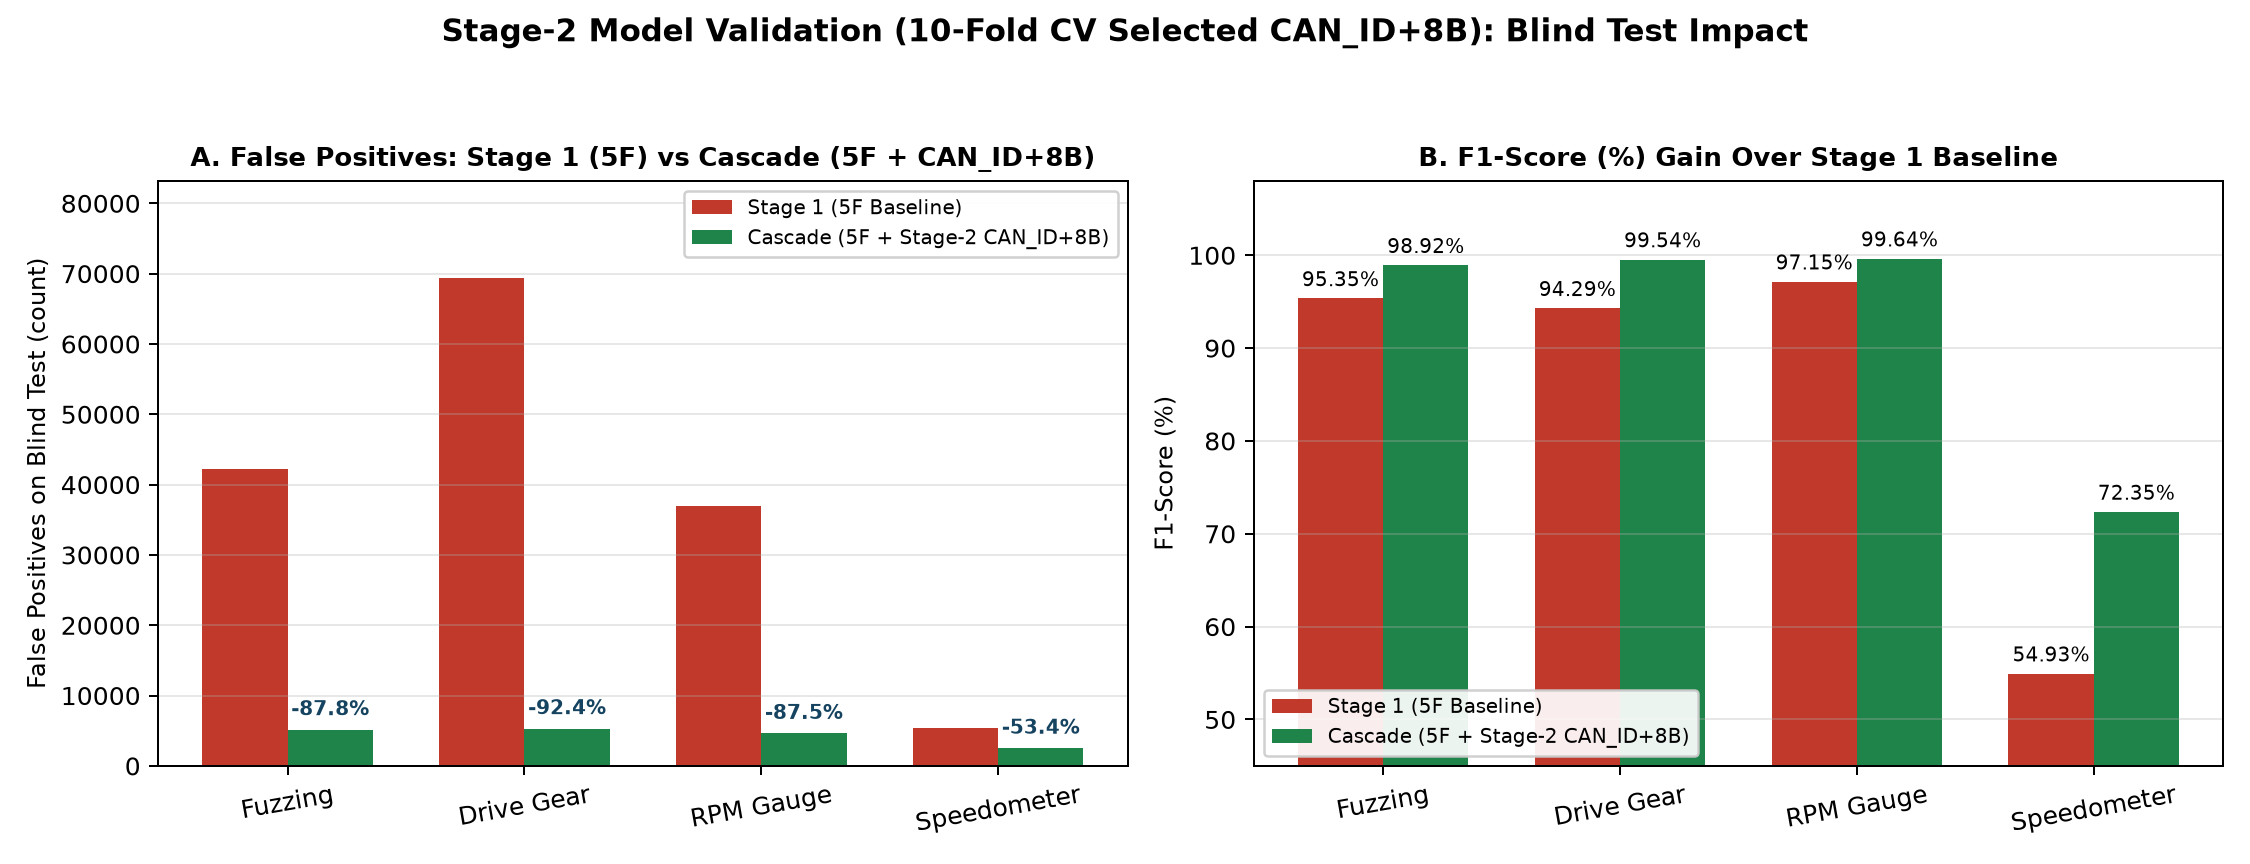 Stage-2 Model Validation (10-Fold CV Selected CAN_ID+8B): Blind Test Impact
A. False Positives: Stage 1 (5F) vs Cascade (5F + CAN_ID+8B)
False Positives on Blind Test (count)
80000
70000
60000
50000
40000
30000
20000
10000
0
Stage 1 (5F Baseline)
Cascade (5F + Stage-2 CAN_ID+8B)
-87.8%
-92.4%
-87.5%
-53.4%
Fuzzing
Drive Gear
RPM Gauge
Speedometer
B. F1-Score (%) Gain Over Stage 1 Baseline
F1-Score (%)
100
90
80
70
60
50
95.35%
98.92%
94.29%
99.54%
97.15%
99.64%
54.93%
72.35%
Stage 1 (5F Baseline)
Cascade (5F + Stage-2 CAN_ID+8B)
Fuzzing
Drive Gear
RPM Gauge
Speedometer